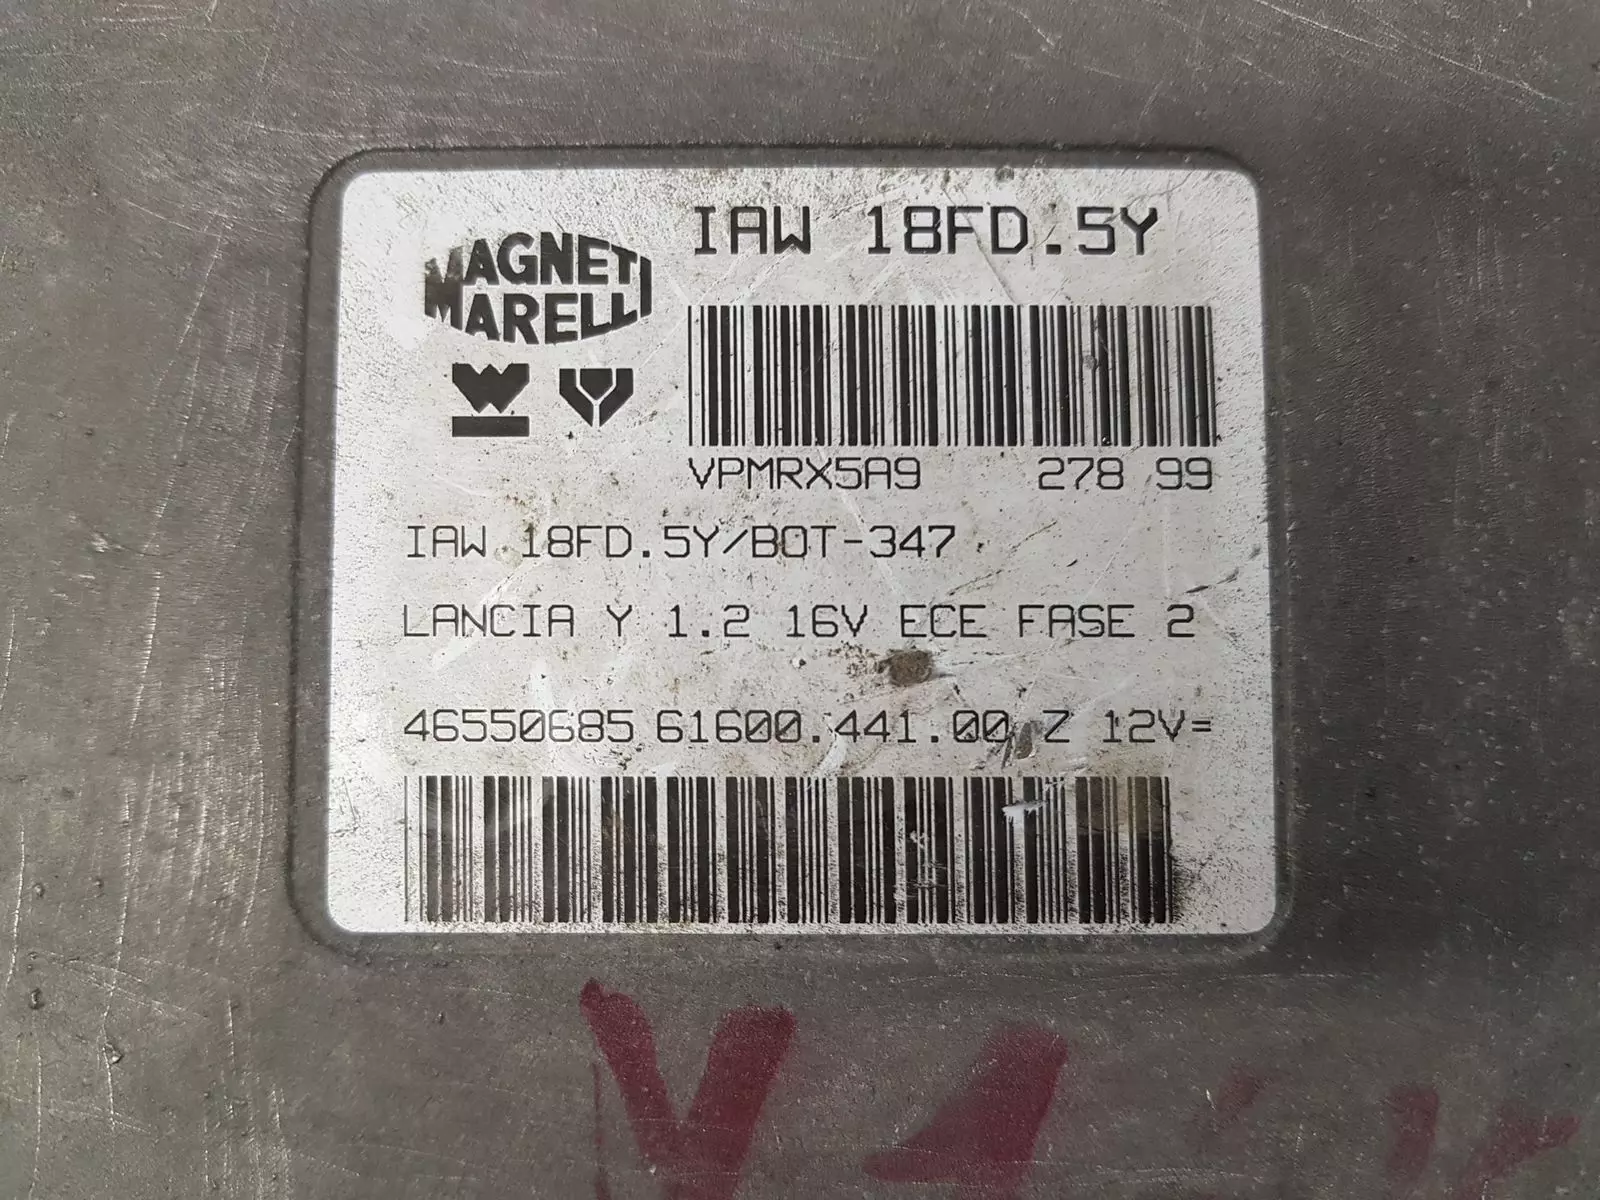 MAGNETI
MARELLI
IAW 18FD.5Y
VPMRX5A9 278 99
IAW 18FD.5Y/BOT-347
LANCIA Y 1.2 16V ECE FASE 2
46550685 61600.441.00 Z 12V=